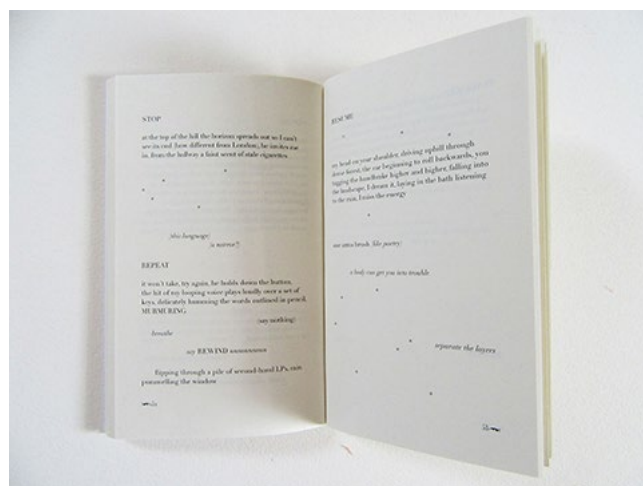 STOP
at the top of the hill the horizon spreads out so I can't
see its end (how different from London), he invites me
in, from the hallway a faint scent of stale cigarettes
(this language)
(a mirror?)
REPEAT
it won't take, try again, he holds down the button,
the bit of my looping voice plays loudly over a set of
keys, delicately humming the words outlined in pencil,
MURMURING
(say nothing)
breathe
say REWIND
flipping through a pile of second-hand LPs, rain
pummelling the window
RESUME
my head on your shoulder, driving uphill through
dense forest, the car beginning to roll backwards, you
tugging the handbrake higher and higher, falling into
the landscape, I dream it, laying in the bath listening
to the rain, I miss the energy
one extra brush (like poetry)
a body can get you into trouble
separate the layers